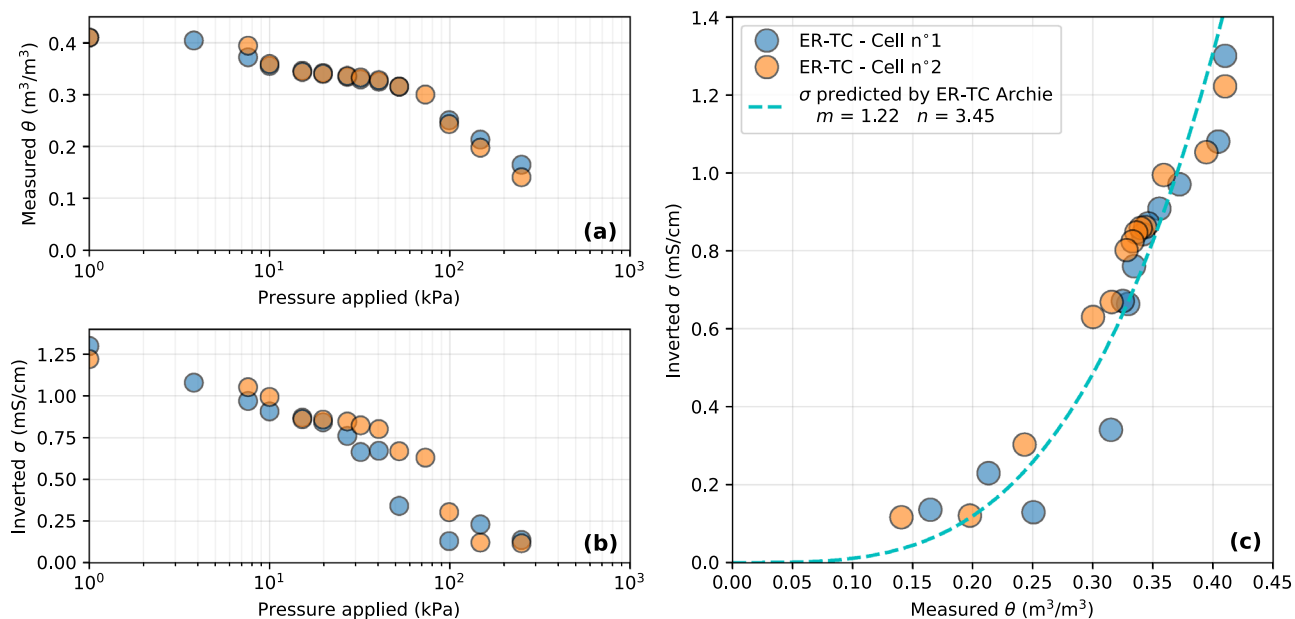 0.4
0.3
0.2
0.1
0.0
Measured θ (m³/m³)
(a)
10⁰ 10¹ 10² 10³
Pressure applied (kPa)
1.25
1.00
0.75
0.50
0.25
0.00
Inverted σ (mS/cm)
(b)
10⁰ 10¹ 10² 10³
Pressure applied (kPa)
1.4
1.2
1.0
0.8
0.6
0.4
0.2
0.0
Inverted σ (mS/cm)
ER-TC - Cell n°1
ER-TC - Cell n°2
σ predicted by ER-TC Archie
m = 1.22 n = 3.45
(c)
0.00 0.05 0.10 0.15 0.20 0.25 0.30 0.35 0.40 0.45
Measured θ (m³/m³)